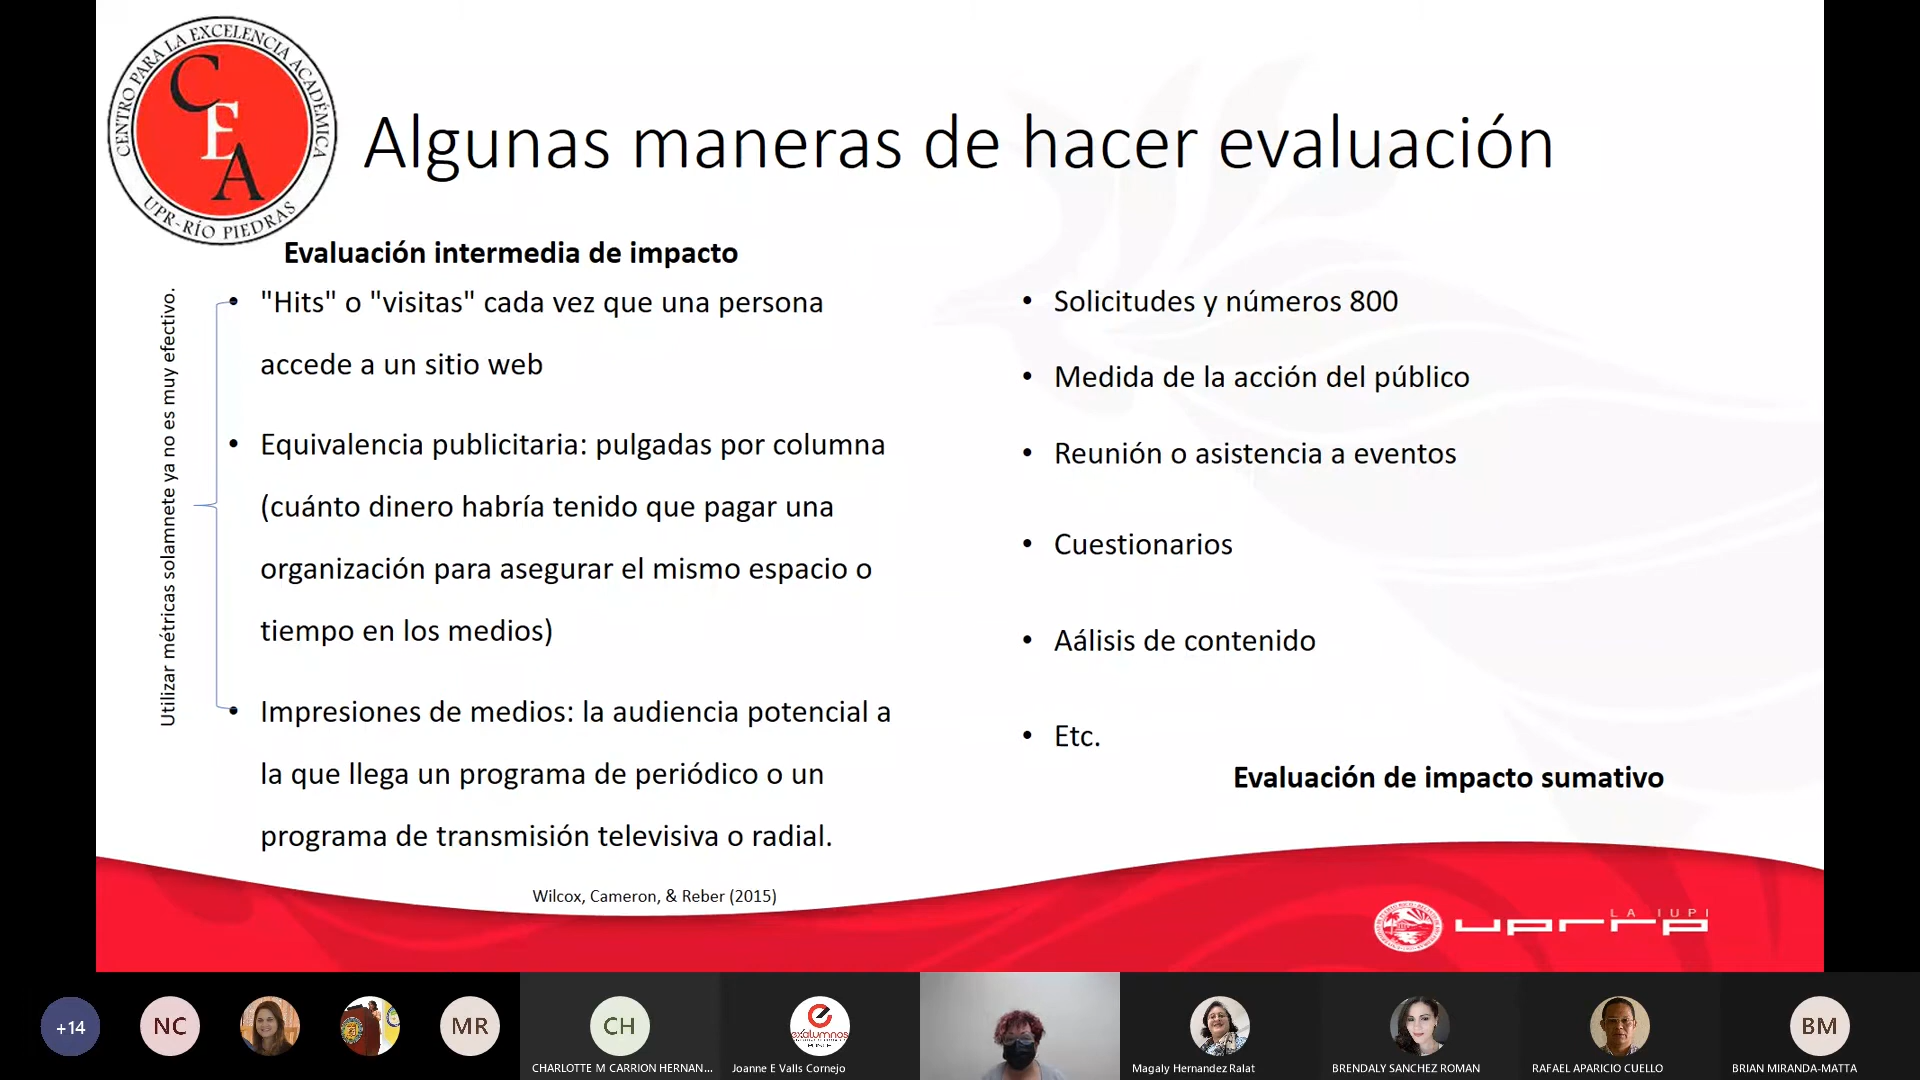 CENTRO PARA LA EXCELENCIA ACADÉMICA
CEA
UPR-RÍO PIEDRAS
Algunas maneras de hacer evaluación
Utilizar métricas solamnete ya no es muy efectivo.
Evaluación intermedia de impacto
• "Hits" o "visitas" cada vez que una persona
accede a un sitio web
• Equivalencia publicitaria: pulgadas por columna
(cuánto dinero habría tenido que pagar una
organización para asegurar el mismo espacio o
tiempo en los medios)
• Impresiones de medios: la audiencia potencial a
la que llega un programa de periódico o un
programa de transmisión televisiva o radial.
• Solicitudes y números 800
• Medida de la acción del público
• Reunión o asistencia a eventos
• Cuestionarios
• Aálisis de contenido
• Etc.
Evaluación de impacto sumativo
Wilcox, Cameron, & Reber (2015)
LA IUPI
uprrp
+14
NC
MR
CH
CHARLOTTE M CARRION HERNAN...
exalumnos
Joanne E Valls Cornejo
Magaly Hernandez Ralat
BRENDALY SANCHEZ ROMAN
RAFAEL APARICIO CUELLO
BM
BRIAN MIRANDA-MATTA